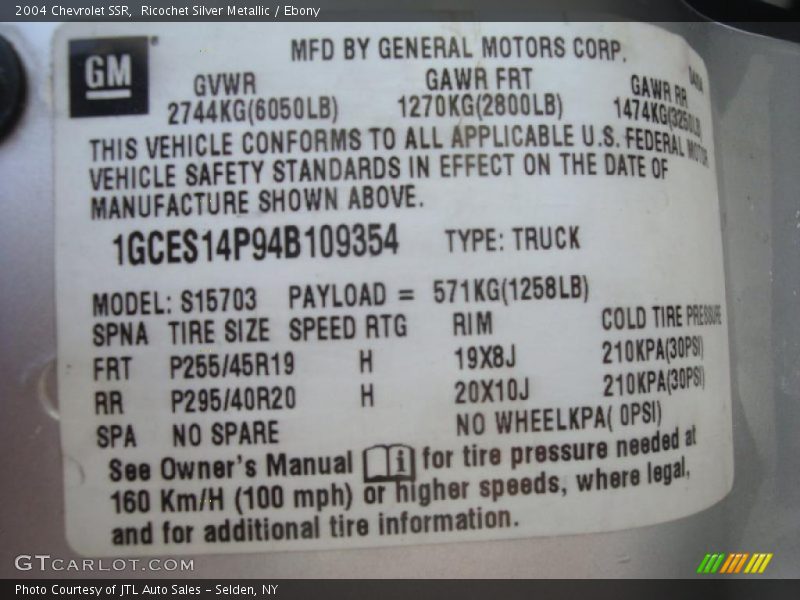 2004 Chevrolet SSR, Ricochet Silver Metallic / Ebony
GM
MFD BY GENERAL MOTORS CORP.
GVWR GAWR FRT GAWR RR
2744KG(6050LB) 1270KG(2800LB) 1474KG(3250LB)
THIS VEHICLE CONFORMS TO ALL APPLICABLE U.S. FEDERAL MOTOR
VEHICLE SAFETY STANDARDS IN EFFECT ON THE DATE OF
MANUFACTURE SHOWN ABOVE.
1GCES14P94B109354 TYPE: TRUCK
MODEL: S15703 PAYLOAD = 571KG(1258LB)
SPNA TIRE SIZE SPEED RTG RIM COLD TIRE PRESSURE
FRT P255/45R19 H 19X8J 210KPA(30PSI)
RR P295/40R20 H 20X10J 210KPA(30PSI)
SPA NO SPARE NO WHEELKPA( 0PSI)
See Owner's Manual i for tire pressure needed at
160 Km/H (100 mph) or higher speeds, where legal,
and for additional tire information.
GTCARLOT.COM
Photo Courtesy of JTL Auto Sales - Selden, NY